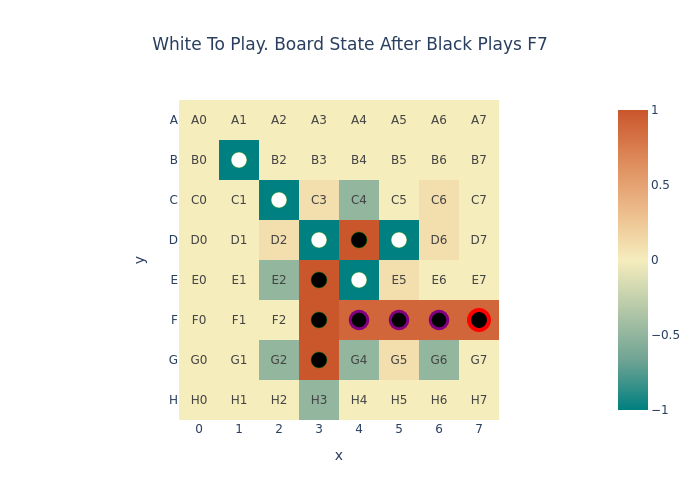 White To Play. Board State After Black Plays F7
A A0 A1 A2 A3 A4 A5 A6 A7
B B0 B2 B3 B4 B5 B6 B7
C C0 C1 C3 C4 C5 C6 C7
D D0 D1 D2 D6 D7
E E0 E1 E2 E5 E6 E7
F F0 F1 F2
G G0 G1 G2 G4 G5 G6 G7
H H0 H1 H2 H3 H4 H5 H6 H7
0 1 2 3 4 5 6 7
x
y
1
0.5
0
−0.5
−1